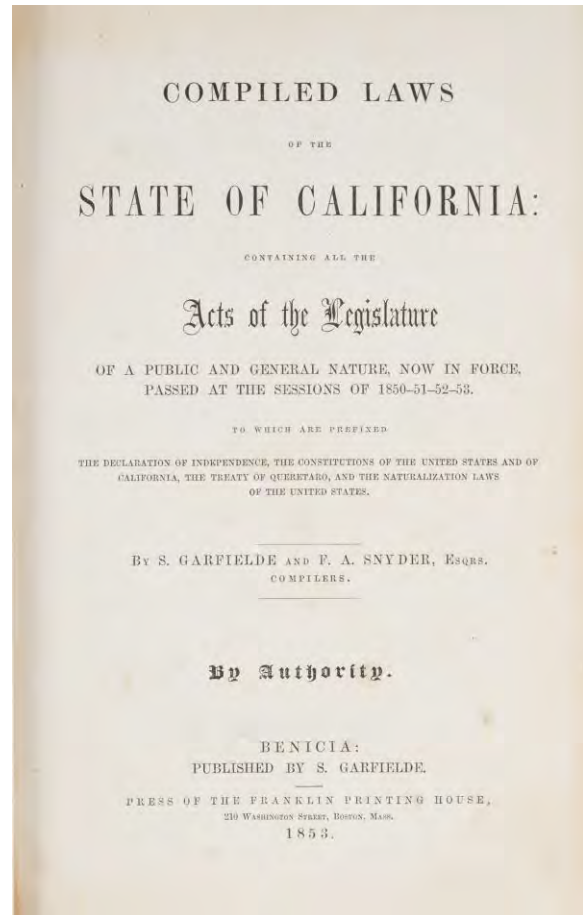 COMPILED LAWS
OF THE
STATE OF CALIFORNIA:
CONTAINING ALL THE
Acts of the Legislature
OF A PUBLIC AND GENERAL NATURE, NOW IN FORCE,
PASSED AT THE SESSIONS OF 1850–51–52–53.
TO WHICH ARE PREFIXED
THE DECLARATION OF INDEPENDENCE, THE CONSTITUTIONS OF THE UNITED STATES AND OF
CALIFORNIA, THE TREATY OF QUERETARO, AND THE NATURALIZATION LAWS
OF THE UNITED STATES.
BY S. GARFIELDE AND F. A. SNYDER, ESQRS.
COMPILERS.
By Authority.
BENICIA:
PUBLISHED BY S. GARFIELDE.
PRESS OF THE FRANKLIN PRINTING HOUSE,
210 WASHINGTON STREET, BOSTON, MASS.
1853.